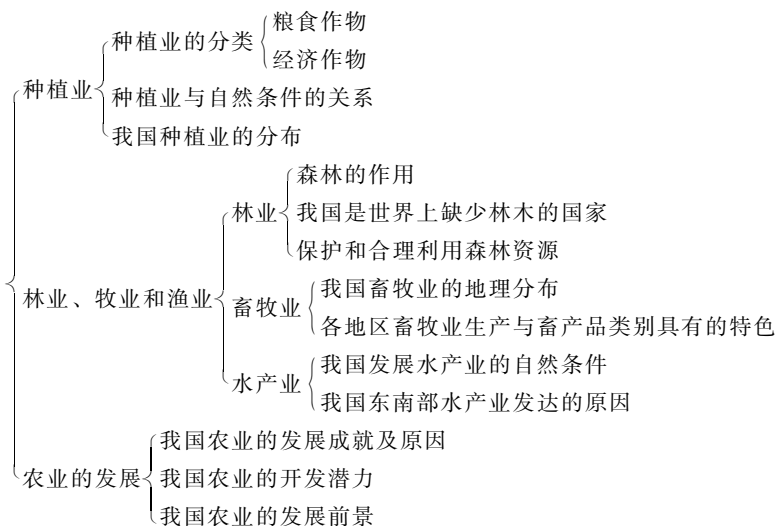 种植业
种植业的分类
粮食作物
经济作物
种植业与自然条件的关系
我国种植业的分布
林业、牧业和渔业
林业
森林的作用
我国是世界上缺少林木的国家
保护和合理利用森林资源
畜牧业
我国畜牧业的地理分布
各地区畜牧业生产与畜产品类别具有的特色
水产业
我国发展水产业的自然条件
我国东南部水产业发达的原因
农业的发展
我国农业的发展成就及原因
我国农业的开发潜力
我国农业的发展前景